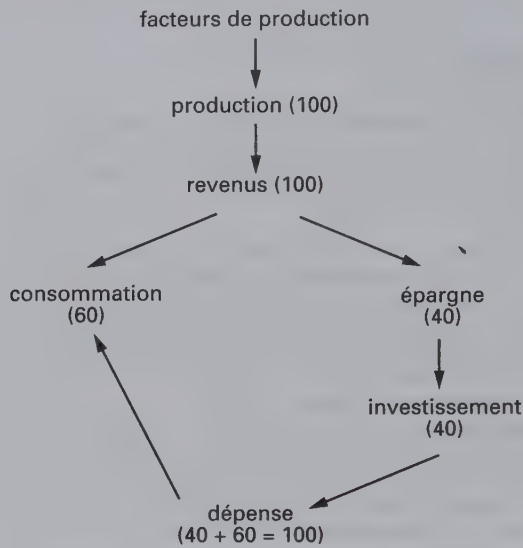 facteurs de production
production (100)
revenus (100)
consommation
(60)
épargne
(40)
investissement
(40)
dépense
(40 + 60 = 100)